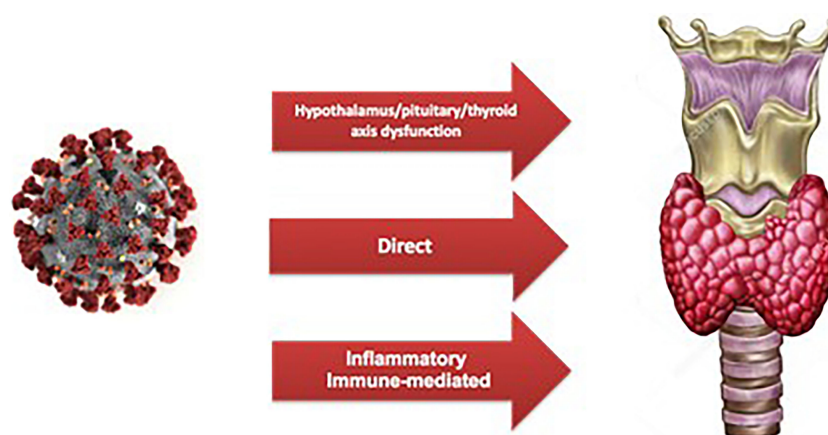 Hypothalamus/pituitary/thyroid
axis dysfunction
Direct
Inflammatory
Immune-mediated